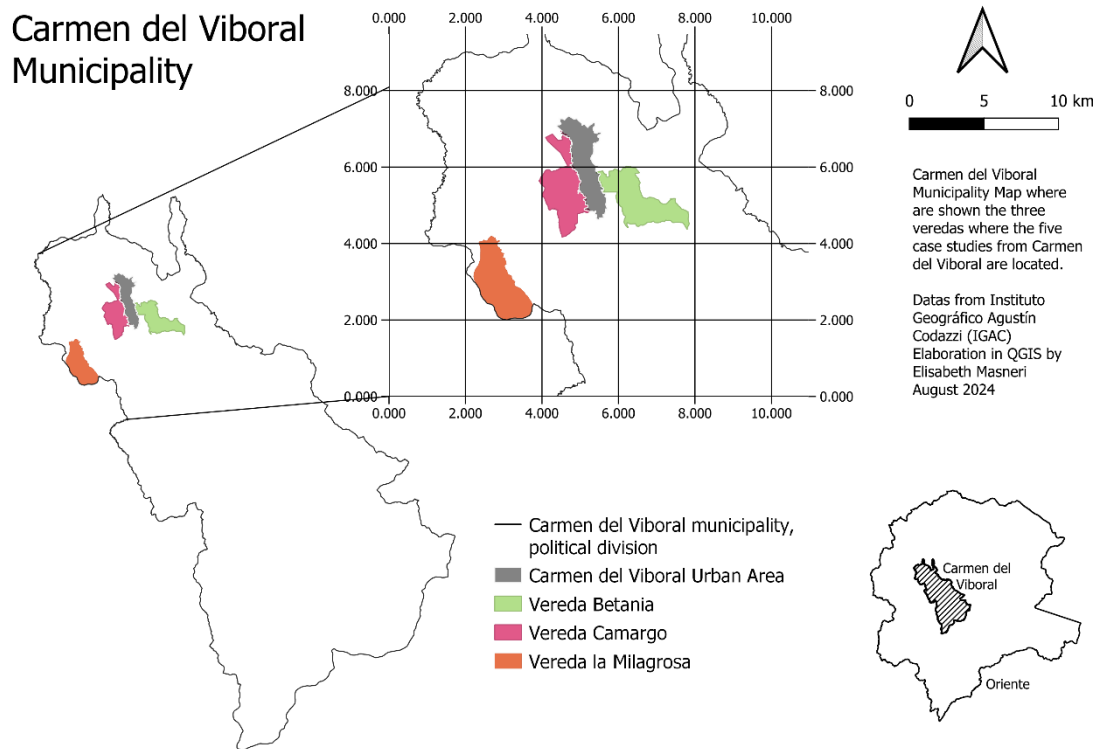 Carmen del Viboral
Municipality
0.000 2.000 4.000 6.000 8.000 10.000
8.000 8.000
6.000 6.000
4.000 4.000
2.000 2.000
0.000 0.000
0.000 2.000 4.000 6.000 8.000 10.000
0 5 10 km
Carmen del Viboral
Municipality Map where
are shown the three
veredas where the five
case studies from Carmen
del Viboral are located.
Datas from Instituto
Geográfico Agustín
Codazzi (IGAC)
Elaboration in QGIS by
Elisabeth Masneri
August 2024
Carmen del Viboral municipality,
political division
Carmen del Viboral Urban Area
Vereda Betania
Vereda Camargo
Vereda la Milagrosa
Carmen del
Viboral
Oriente